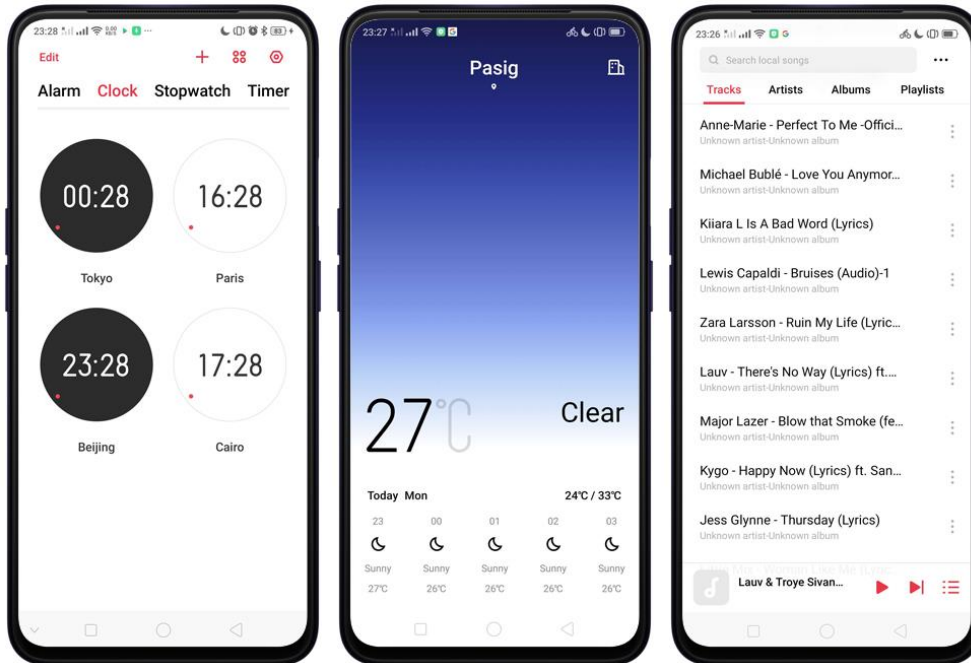 23:28 0.00 KB/s 83
Edit
Alarm Clock Stopwatch Timer
00:28 16:28
Tokyo Paris
23:28 17:28
Beijing Cairo
23:27
Pasig
27°C Clear
Today Mon 24°C / 33°C
23 00 01 02 03
Sunny Sunny Sunny Sunny Sunny
27°C 26°C 26°C 26°C 26°C
23:26 G
Search local songs
Tracks Artists Albums Playlists
Anne-Marie - Perfect To Me -Offici...
Unknown artist-Unknown album
Michael Bublé - Love You Anymor...
Unknown artist-Unknown album
Kiiara L Is A Bad Word (Lyrics)
Unknown artist-Unknown album
Lewis Capaldi - Bruises (Audio)-1
Unknown artist-Unknown album
Zara Larsson - Ruin My Life (Lyric...
Unknown artist-Unknown album
Lauv - There's No Way (Lyrics) ft....
Unknown artist-Unknown album
Major Lazer - Blow that Smoke (fe...
Unknown artist-Unknown album
Kygo - Happy Now (Lyrics) ft. San...
Unknown artist-Unknown album
Jess Glynne - Thursday (Lyrics)
Unknown artist-Unknown album
Lauv & Troye Sivan...